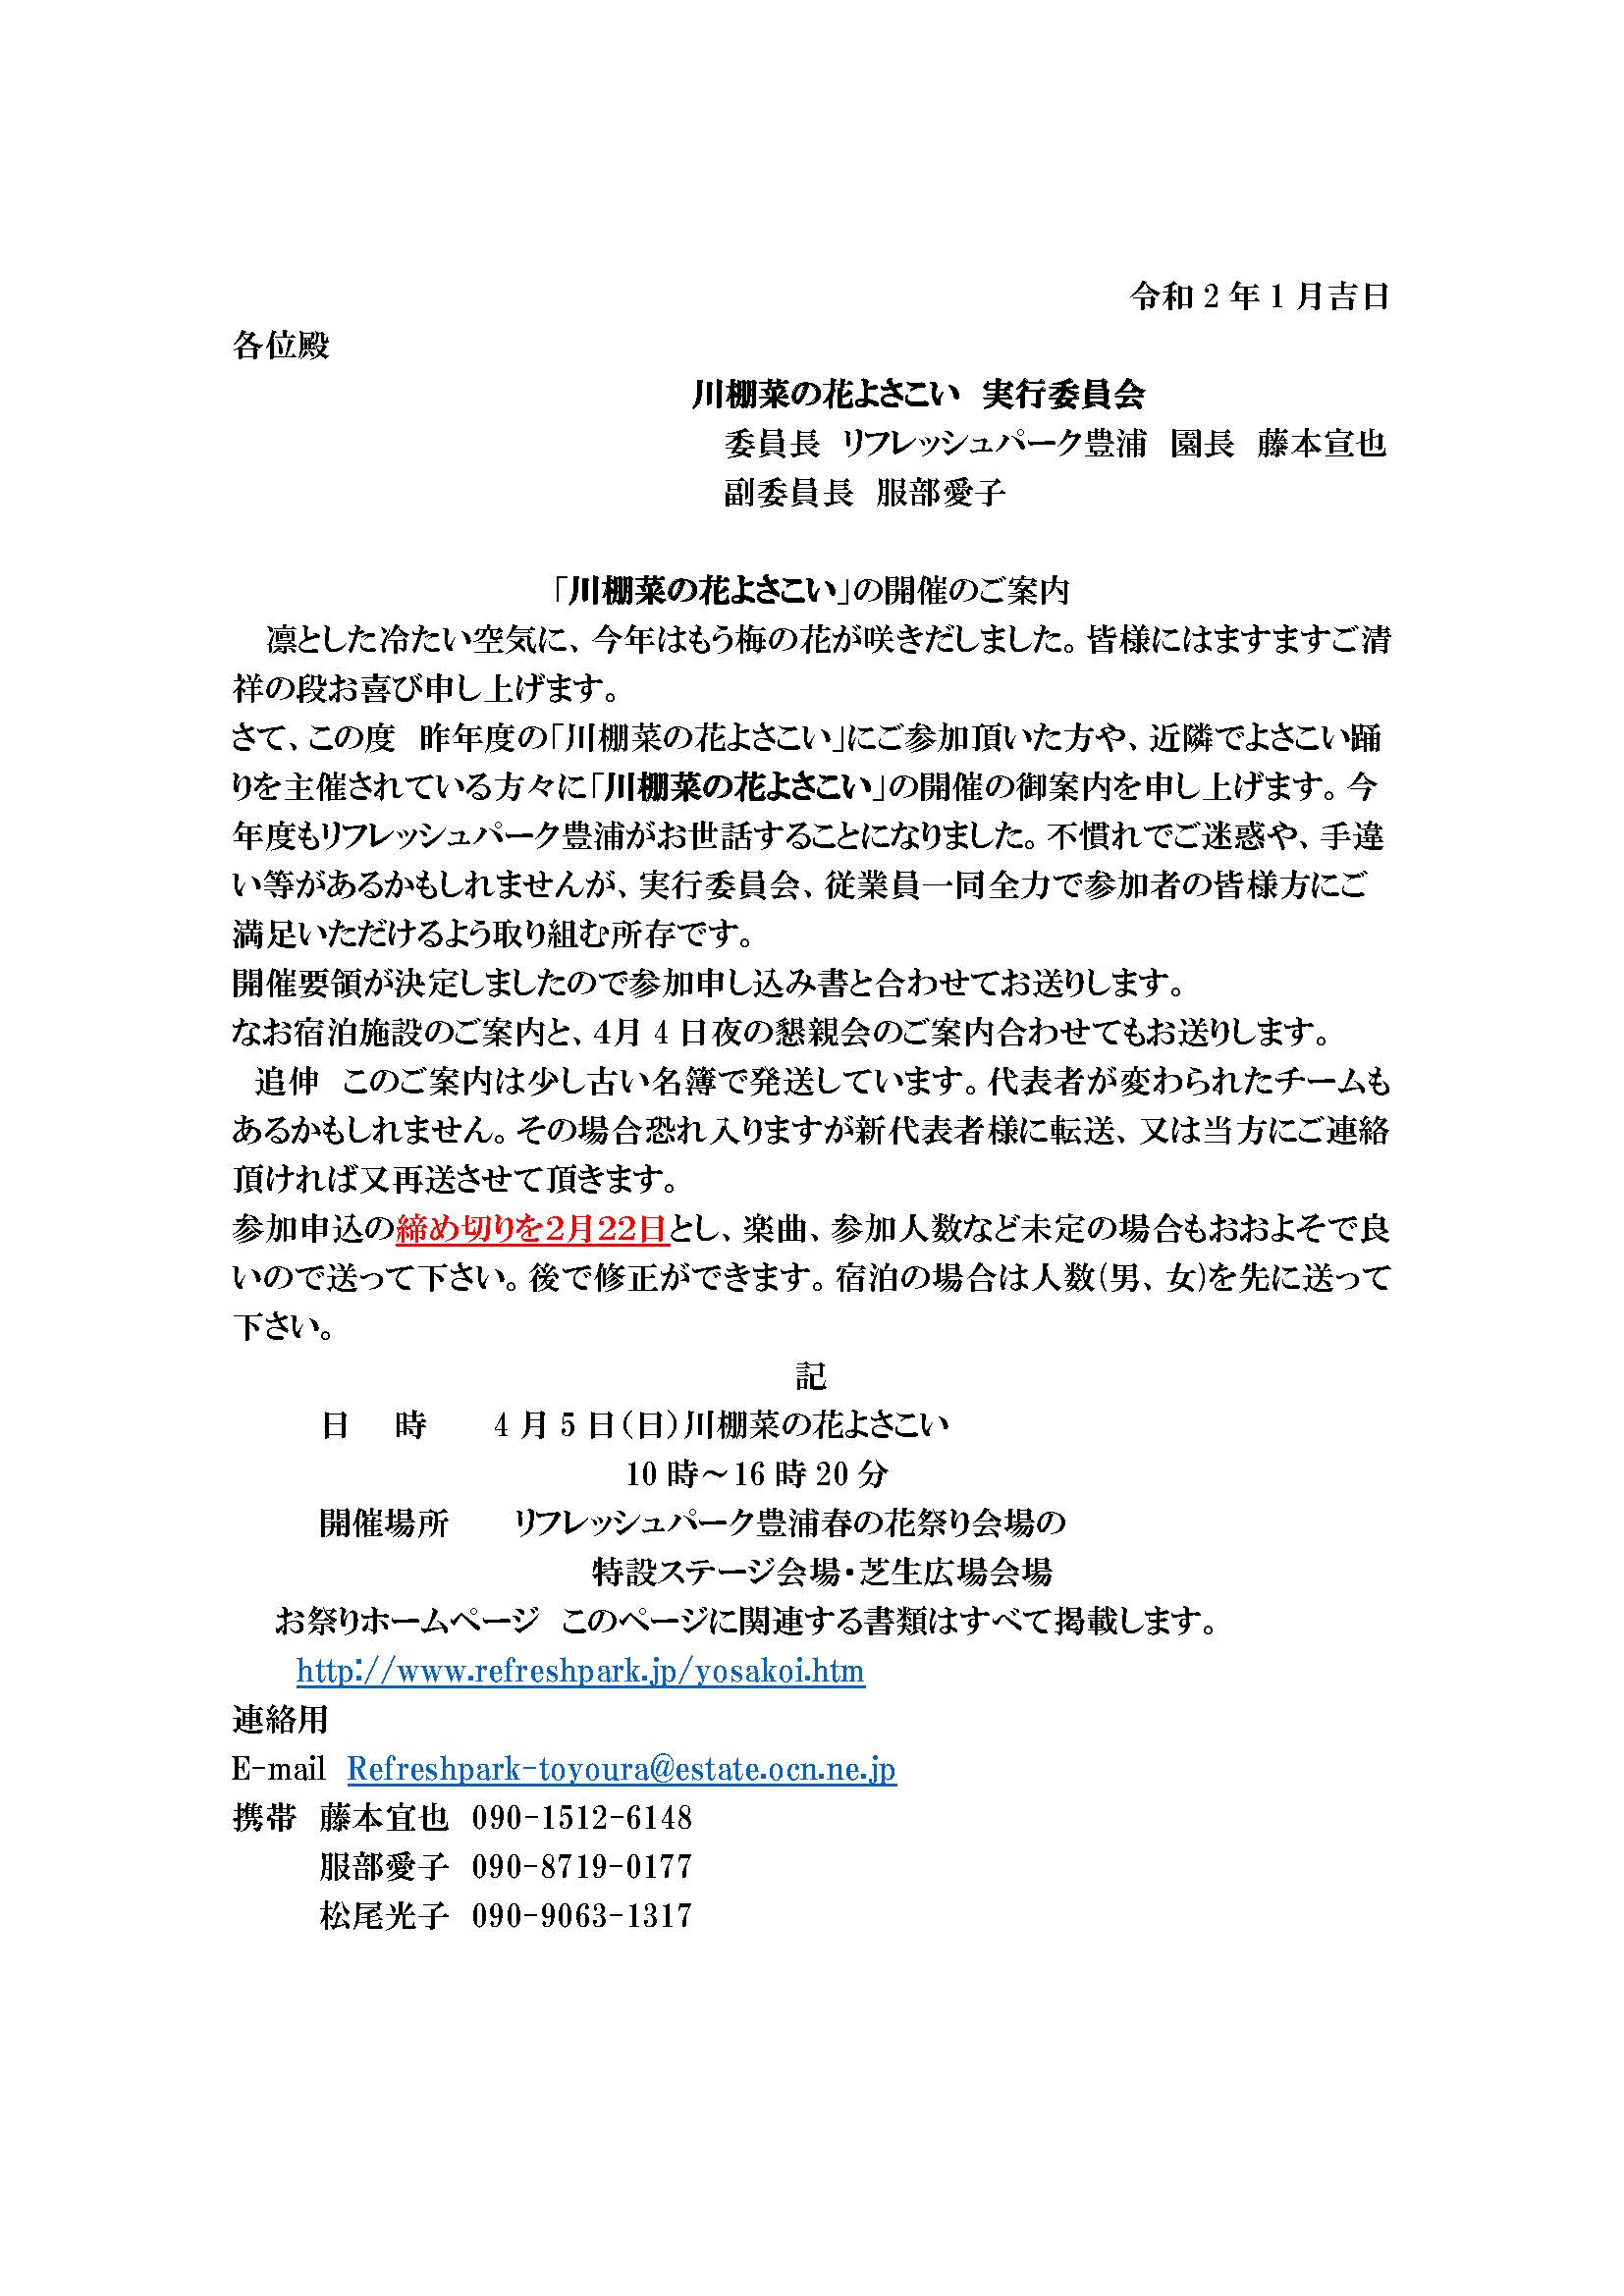 令和 2 年 1 月吉日
各位殿
川棚菜の花よさこい　実行委員会
委員長　リフレッシュパーク豊浦　園長　藤本宣也
副委員長　服部愛子
「川棚菜の花よさこい」の開催のご案内
凛とした冷たい空気に、今年はもう梅の花が咲きだしました。皆様にはますますご清
祥の段お喜び申し上げます。
さて、この度　昨年度の「川棚菜の花よさこい」にご参加頂いた方や、近隣でよさこい踊
りを主催されている方々に「川棚菜の花よさこい」の開催の御案内を申し上げます。今
年度もリフレッシュパーク豊浦がお世話することになりました。不慣れでご迷惑や、手違
い等があるかもしれませんが、実行委員会、従業員一同全力で参加者の皆様方にご
満足いただけるよう取り組む所存です。
開催要領が決定しましたので参加申し込み書と合わせてお送りします。
なお宿泊施設のご案内と、4月 4 日夜の懇親会のご案内合わせてもお送りします。
追伸　このご案内は少し古い名簿で発送しています。代表者が変わられたチームも
あるかもしれません。その場合恐れ入りますが新代表者様に転送、又は当方にご連絡
頂ければ又再送させて頂きます。
参加申込の締め切りを2月22日とし、楽曲、参加人数など未定の場合もおおよそで良
いので送って下さい。後で修正ができます。宿泊の場合は人数(男、女)を先に送って
下さい。
記
日　時　　4 月 5 日（日）川棚菜の花よさこい
10 時～16 時 20 分
開催場所　　リフレッシュパーク豊浦春の花祭り会場の
特設ステージ会場・芝生広場会場
お祭りホームページ　このページに関連する書類はすべて掲載します。
http://www.refreshpark.jp/yosakoi.htm
連絡用
E-mail　Refreshpark-toyoura@estate.ocn.ne.jp
携帯　藤本宜也　090-1512-6148
服部愛子　090-8719-0177
松尾光子　090-9063-1317